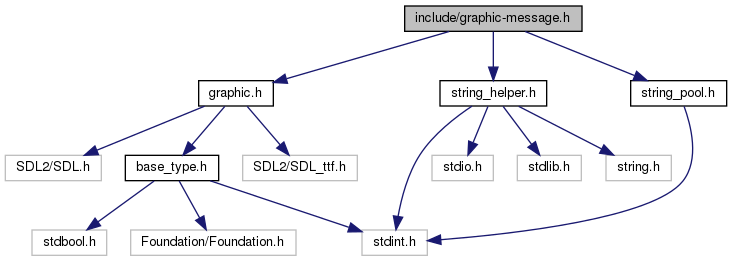 include/graphic-message.h
graphic.h
string_helper.h
string_pool.h
SDL2/SDL.h
base_type.h
SDL2/SDL_ttf.h
stdio.h
stdlib.h
string.h
stdbool.h
Foundation/Foundation.h
stdint.h